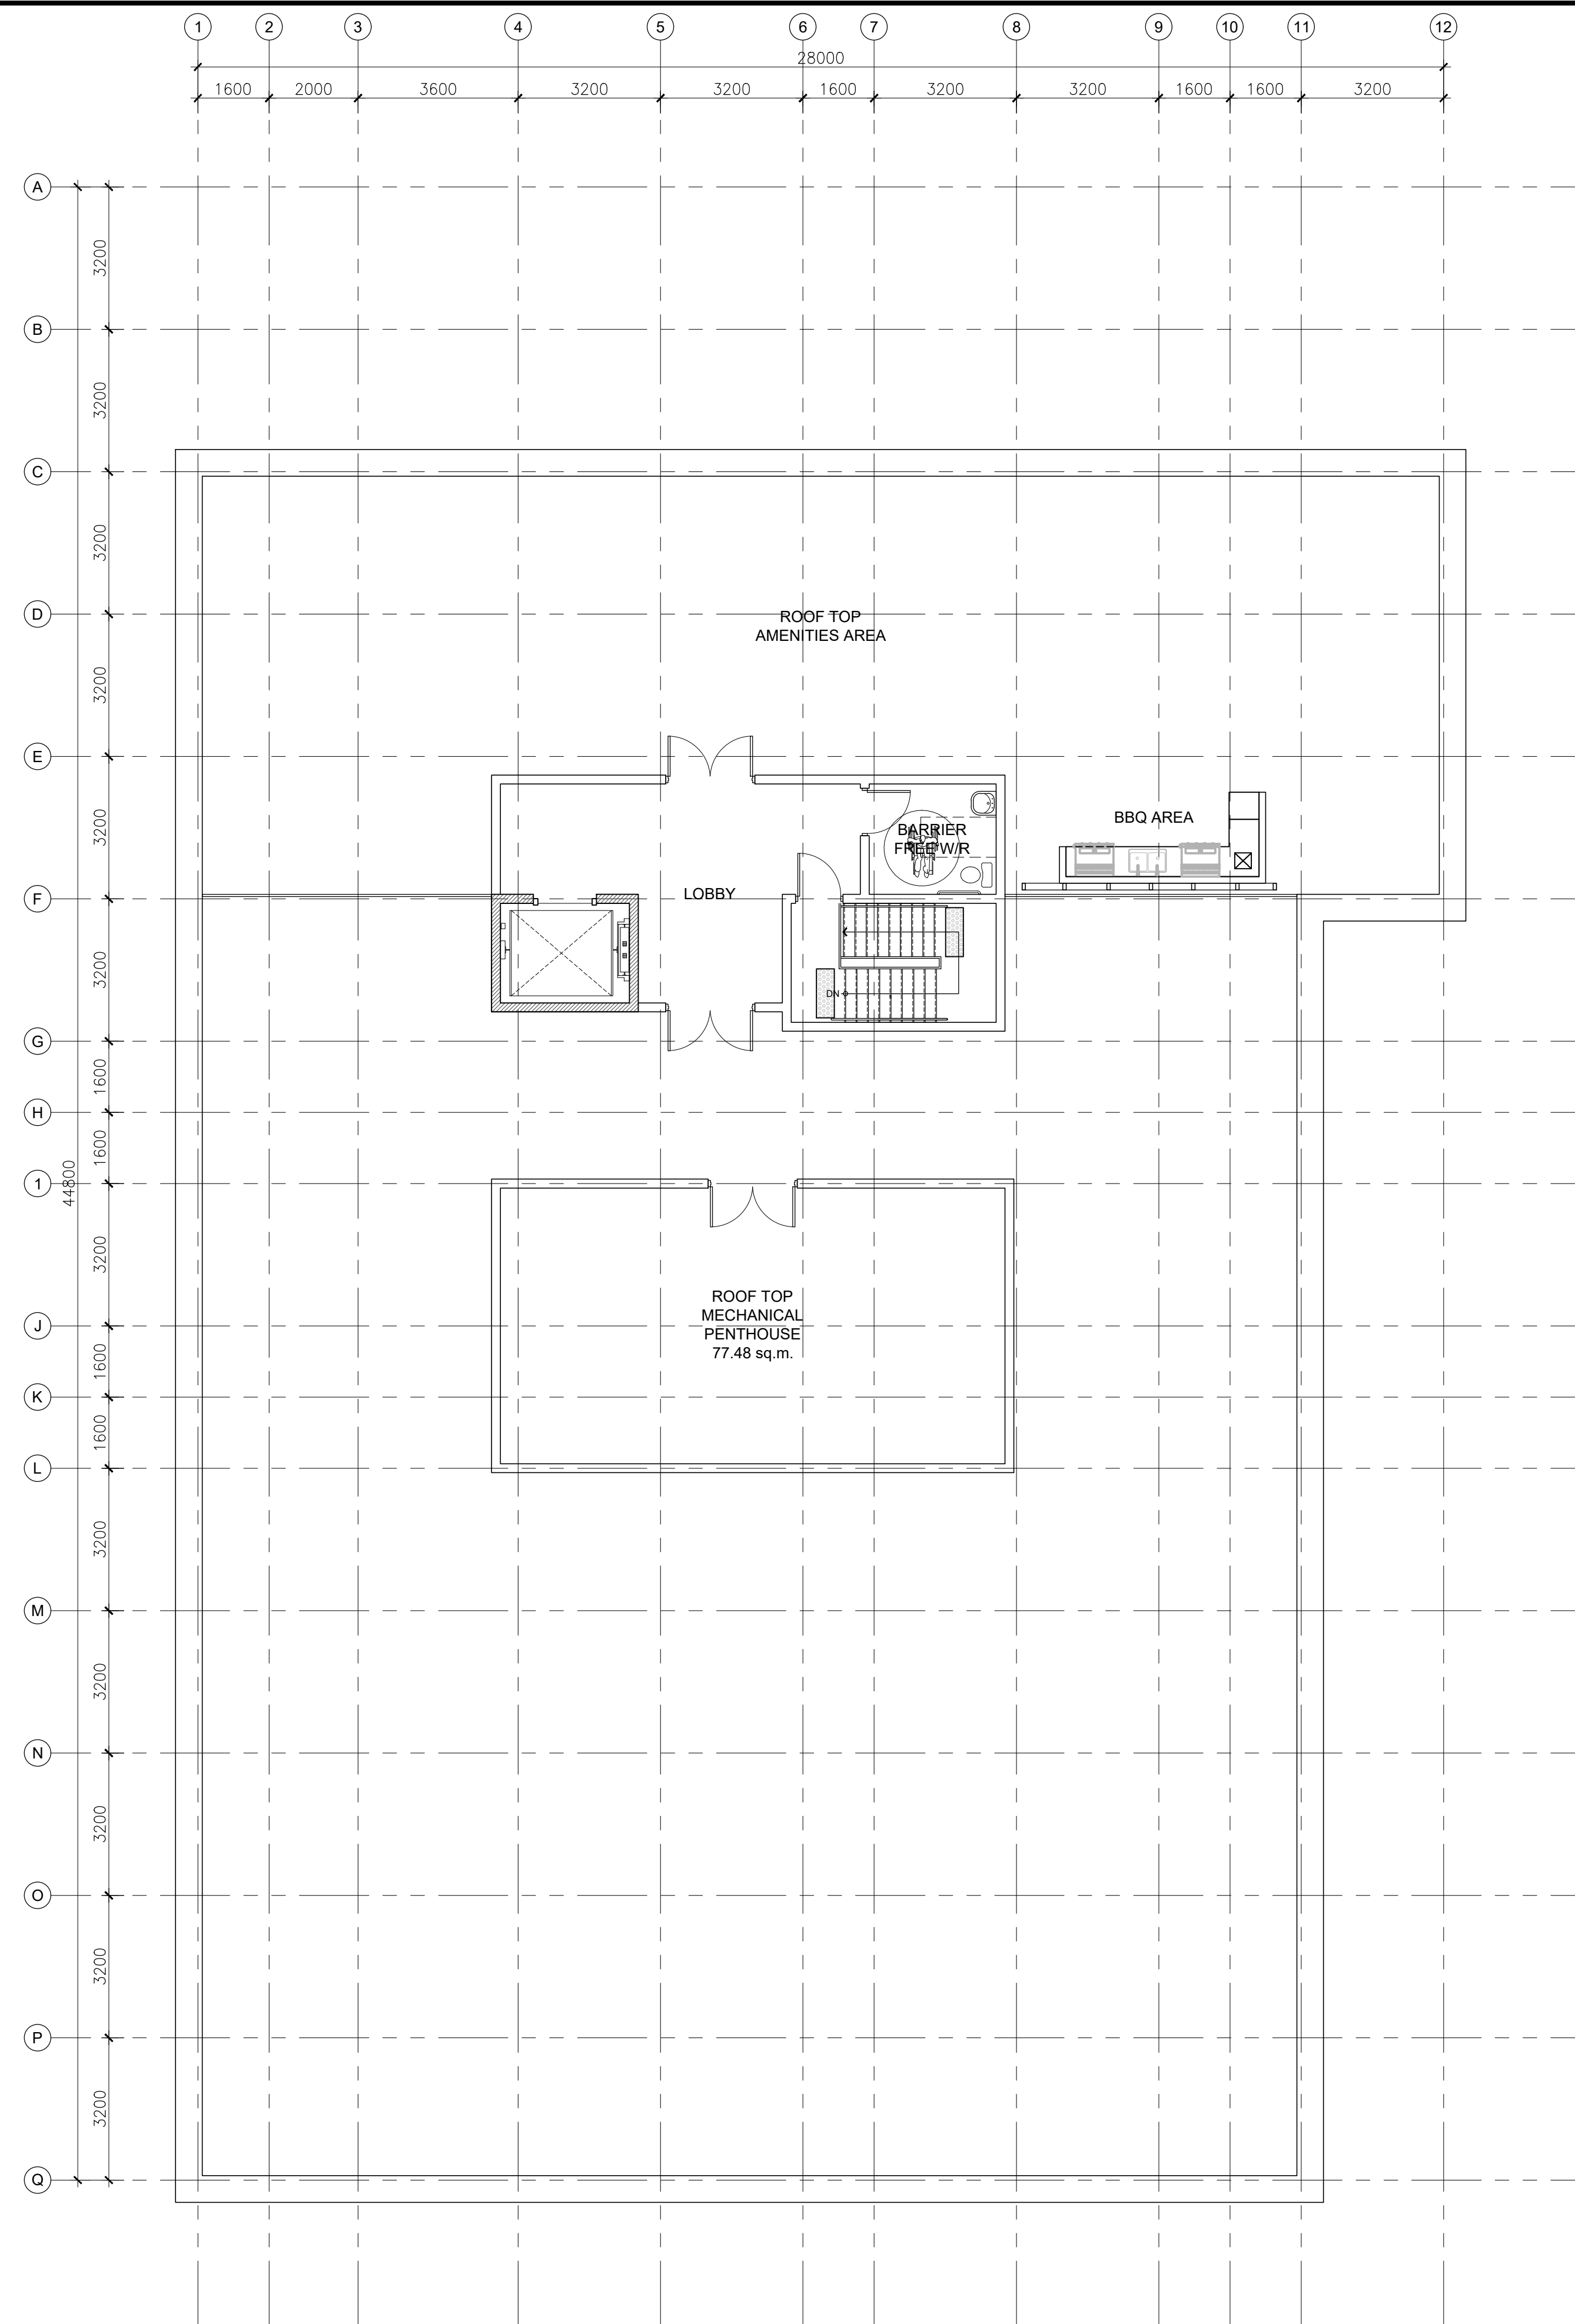 1 2 3 4 5 6 7 8 9 10 11 12
28000
1600 2000 3600 3200 3200 1600 3200 3200 1600 1600 3200
A
3200
B
3200
C
3200
D
ROOF TOP
AMENITIES AREA
3200
E
3200
BBQ AREA
BARRIER
FREE W/R
F
LOBBY
3200
DN
G
1600
H
1600
44800
1
3200
ROOF TOP
MECHANICAL
PENTHOUSE
77.48 sq.m.
J
1600
K
1600
L
3200
M
3200
N
3200
O
3200
P
3200
Q